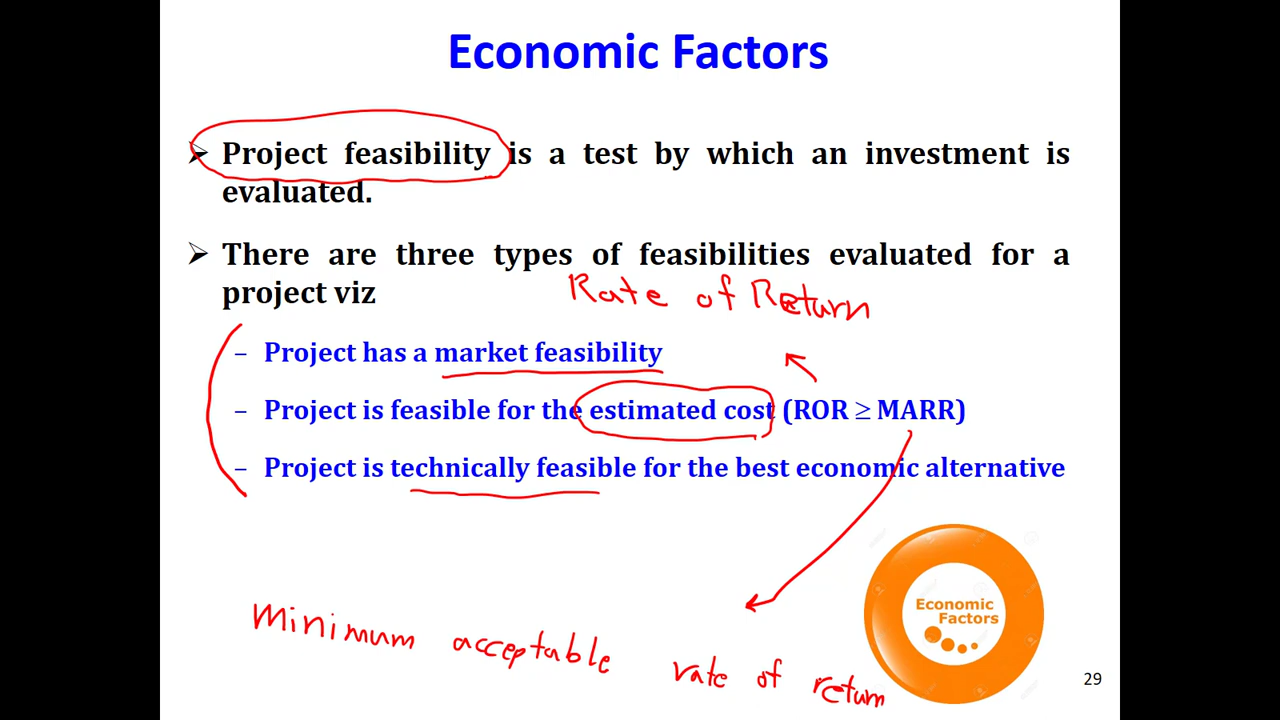 Economic Factors
➢ Project feasibility is a test by which an investment is
evaluated.
➢ There are three types of feasibilities evaluated for a
project viz
Rate of Return
– Project has a market feasibility
– Project is feasible for the estimated cost (ROR ≥ MARR)
– Project is technically feasible for the best economic alternative
Economic
Factors
Minimum acceptable rate of return
29